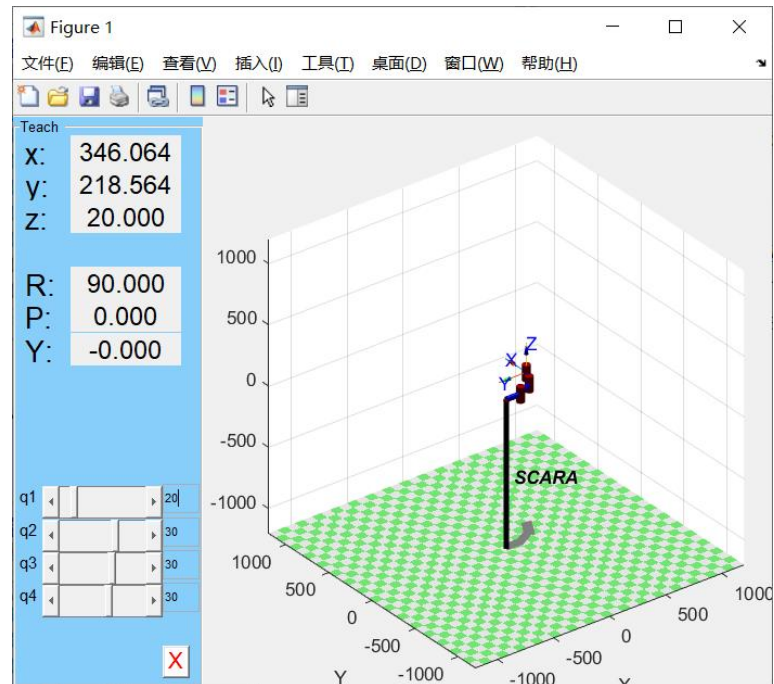 Figure 1
文件(F) 编辑(E) 查看(V) 插入(I) 工具(T) 桌面(D) 窗口(W) 帮助(H)
Teach
x: 346.064
y: 218.564
z: 20.000
R: 90.000
P: 0.000
Y: -0.000
q1 20
q2 30
q3 30
q4 30
X
1000
500
0
-500
-1000
X Y Z
SCARA
1000
500
0
-500
-1000
Y
1000
500
0
-500
-1000